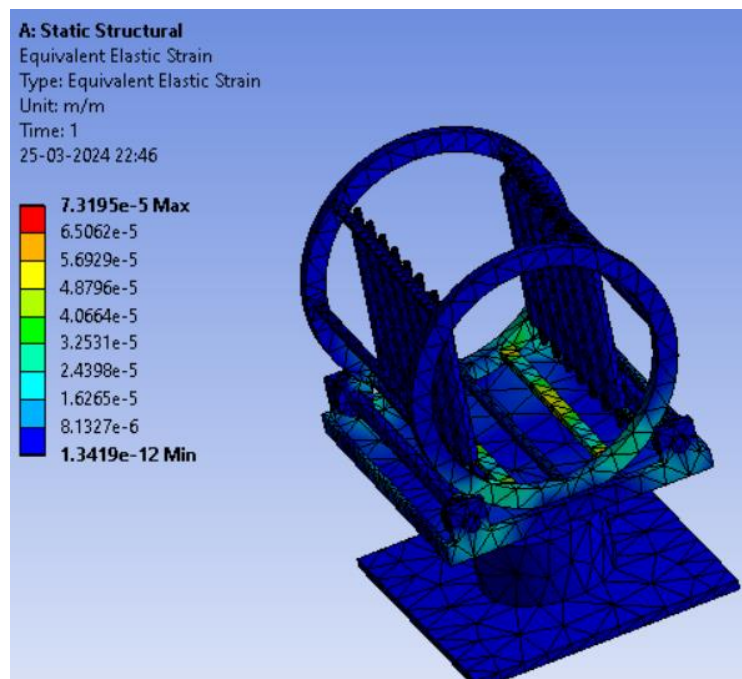 A: Static Structural
Equivalent Elastic Strain
Type: Equivalent Elastic Strain
Unit: m/m
Time: 1
25-03-2024 22:46
7.3195e-5 Max
6.5062e-5
5.6929e-5
4.8796e-5
4.0664e-5
3.2531e-5
2.4398e-5
1.6265e-5
8.1327e-6
1.3419e-12 Min